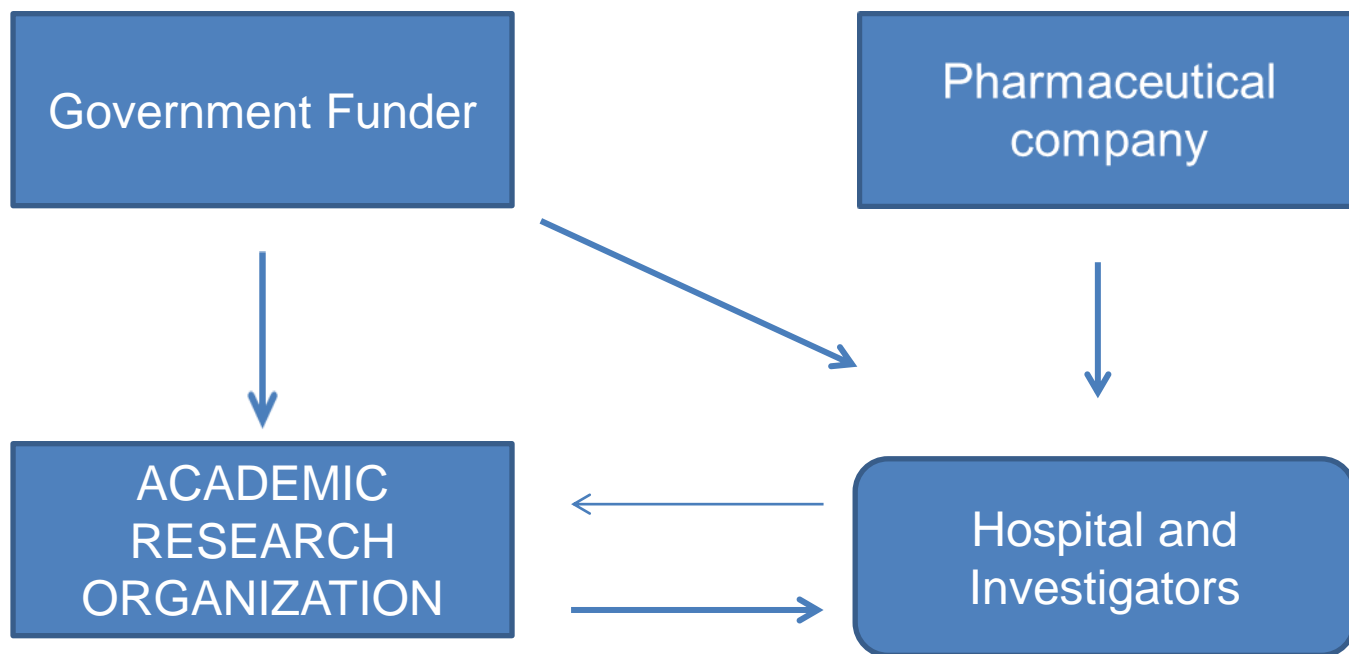 Government Funder
Pharmaceutical
company
ACADEMIC
RESEARCH
ORGANIZATION
Hospital and
Investigators